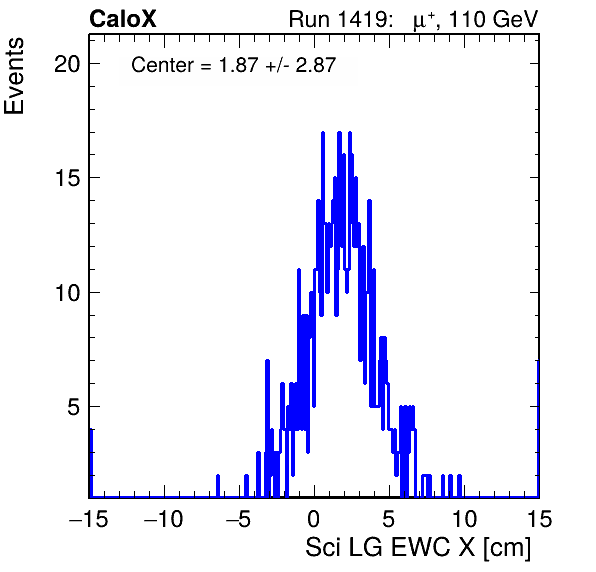 CaloX Run 1419: μ⁺, 110 GeV
Events
Center = 1.87 +/- 2.87
20
15
10
5
−15 −10 −5 0 5 10 15
Sci LG EWC X [cm]